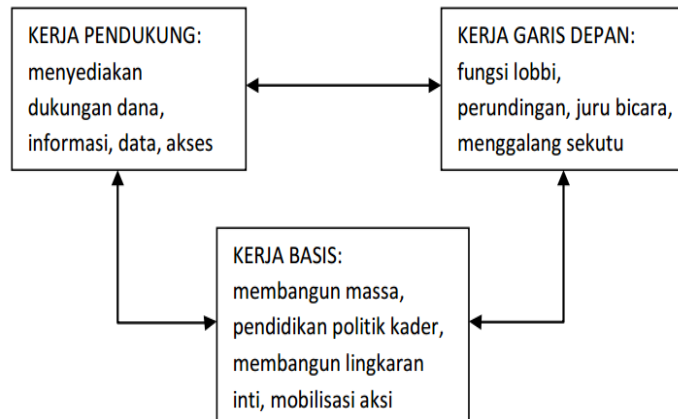 KERJA PENDUKUNG:
menyediakan
dukungan dana,
informasi, data, akses
KERJA GARIS DEPAN:
fungsi lobbi,
perundingan, juru bicara,
menggalang sekutu
KERJA BASIS:
membangun massa,
pendidikan politik kader,
membangun lingkaran
inti, mobilisasi aksi